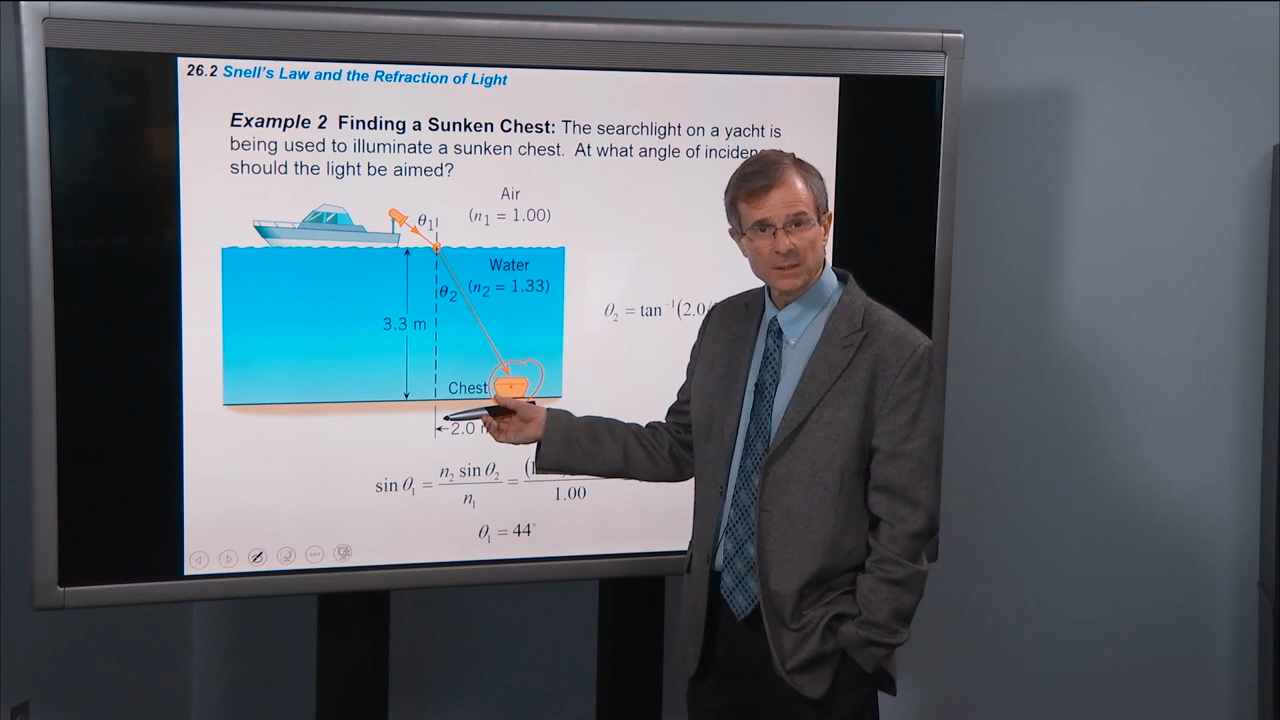 26.2 Snell's Law and the Refraction of Light
Example 2 Finding a Sunken Chest: The searchlight on a yacht is
being used to illuminate a sunken chest. At what angle of
should the light be aimed?
Air
(n₁ = 1.00)
θ₁
Water
(n₂ = 1.33)
θ₂
3.3 m
θ₂ = tan⁻¹(2.0/
Chest
2.0
sin θ₁ = n₂ sin θ₂ / n₁ =
1.00
θ₁ = 44°